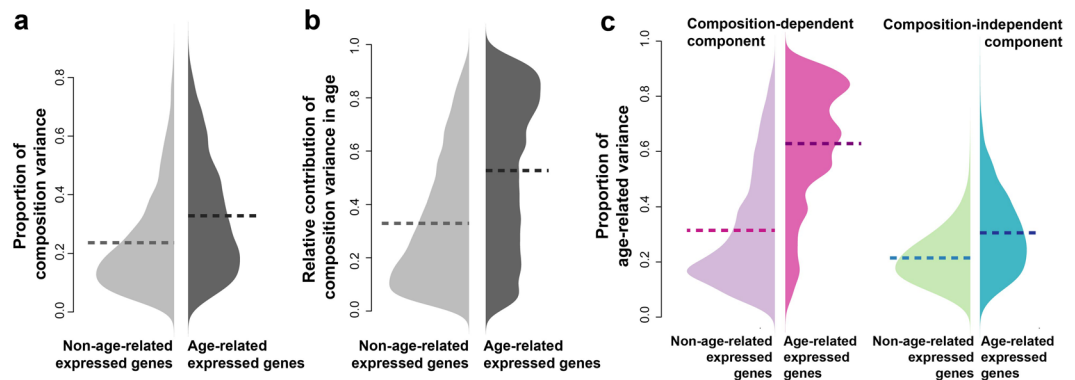 a
Proportion of
composition variance
0.0
0.2
0.4
0.6
0.8
Non-age-related
expressed genes
Age-related
expressed genes
b
Relative contribution of
composition variance in age
0.0
0.2
0.4
0.6
0.8
1.0
Non-age-related
expressed genes
Age-related
expressed genes
c
Composition-dependent
component
Composition-independent
component
Proportion of
age-related variance
0.0
0.2
0.4
0.6
0.8
1.0
Non-age-related
expressed
genes
Age-related
expressed
genes
Non-age-related
expressed
genes
Age-related
expressed
genes